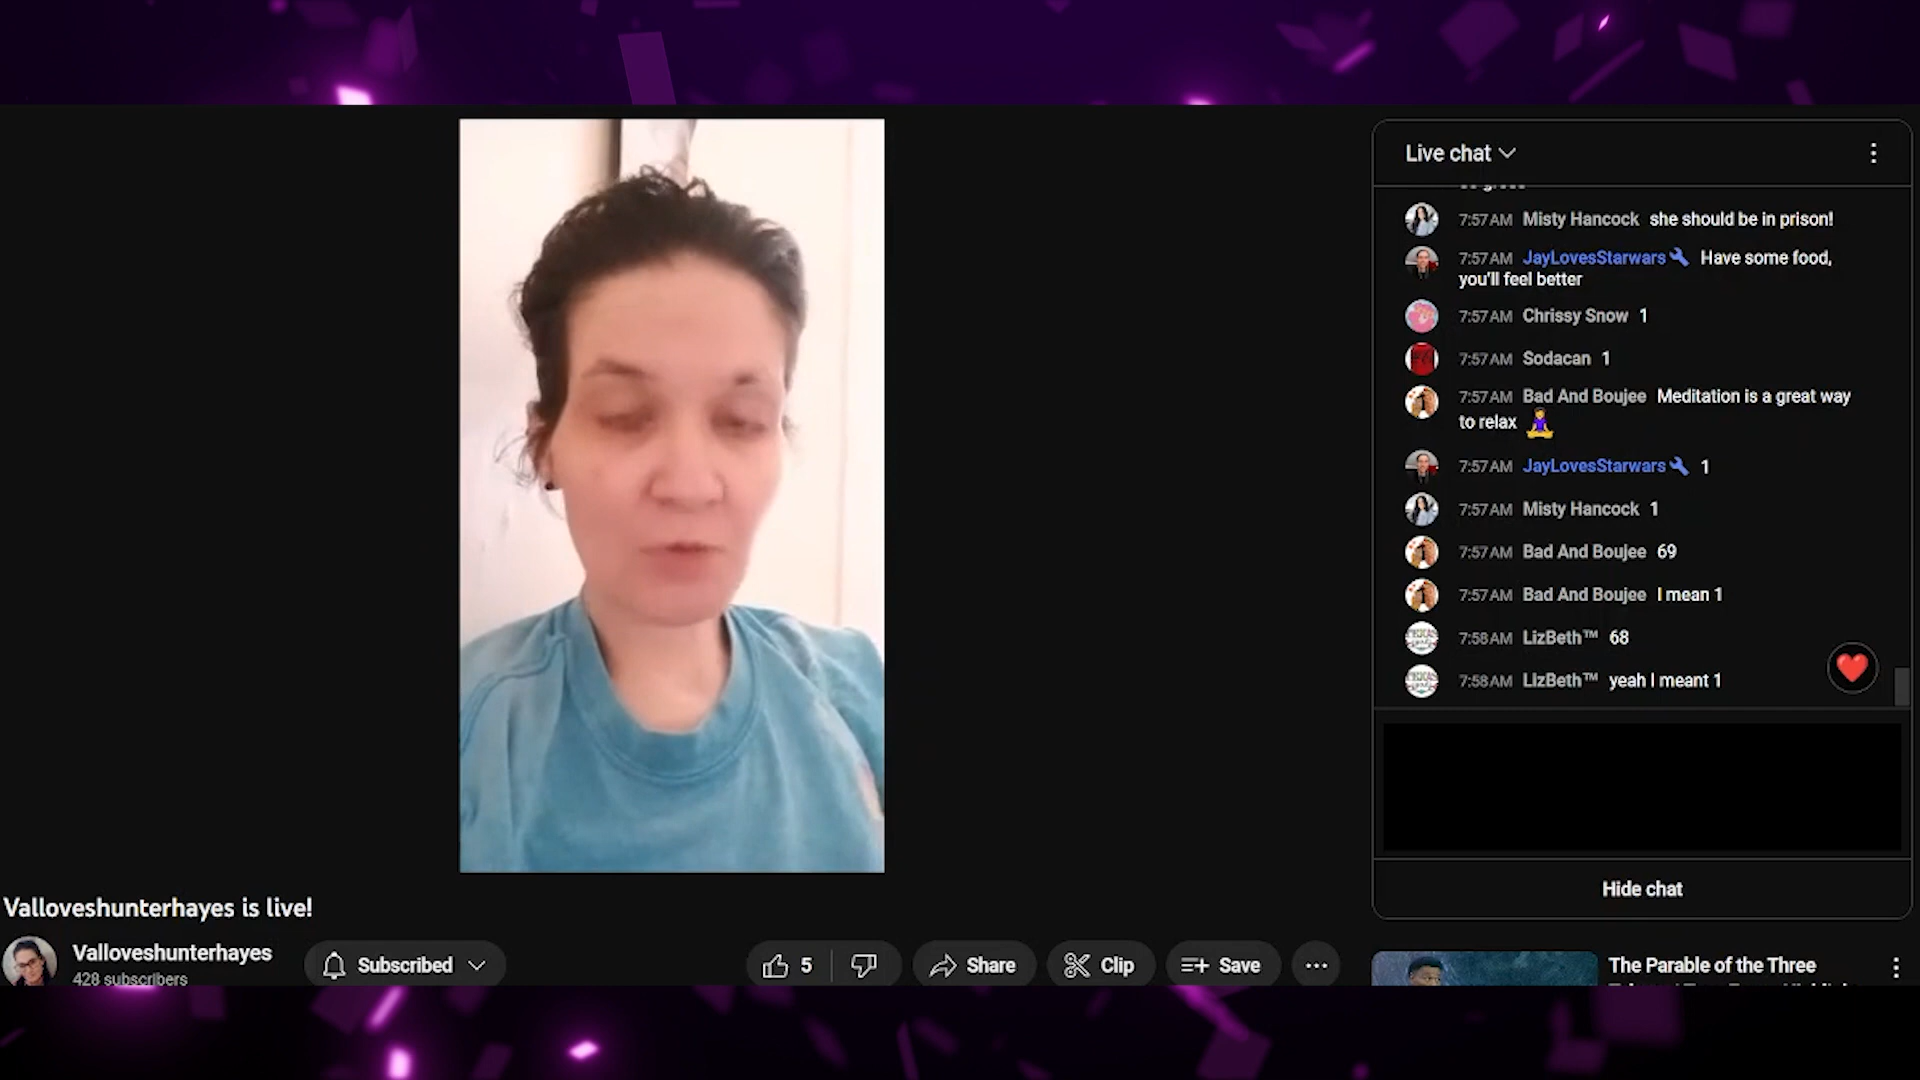 Live chat
7:57 AM Misty Hancock she should be in prison!
7:57 AM JayLovesStarwars Have some food,
you'll feel better
7:57 AM Chrissy Snow 1
7:57 AM Sodacan 1
7:57 AM Bad And Boujee Meditation is a great way
to relax
7:57 AM JayLovesStarwars 1
7:57 AM Misty Hancock 1
7:57 AM Bad And Boujee 69
7:57 AM Bad And Boujee I mean 1
7:58 AM LizBeth™ 68
7:58 AM LizBeth™ yeah I meant 1
Hide chat
Valloveshunterhayes is live!
Valloveshunterhayes
428 subscribers
Subscribed
5
Share
Clip
Save
The Parable of the Three